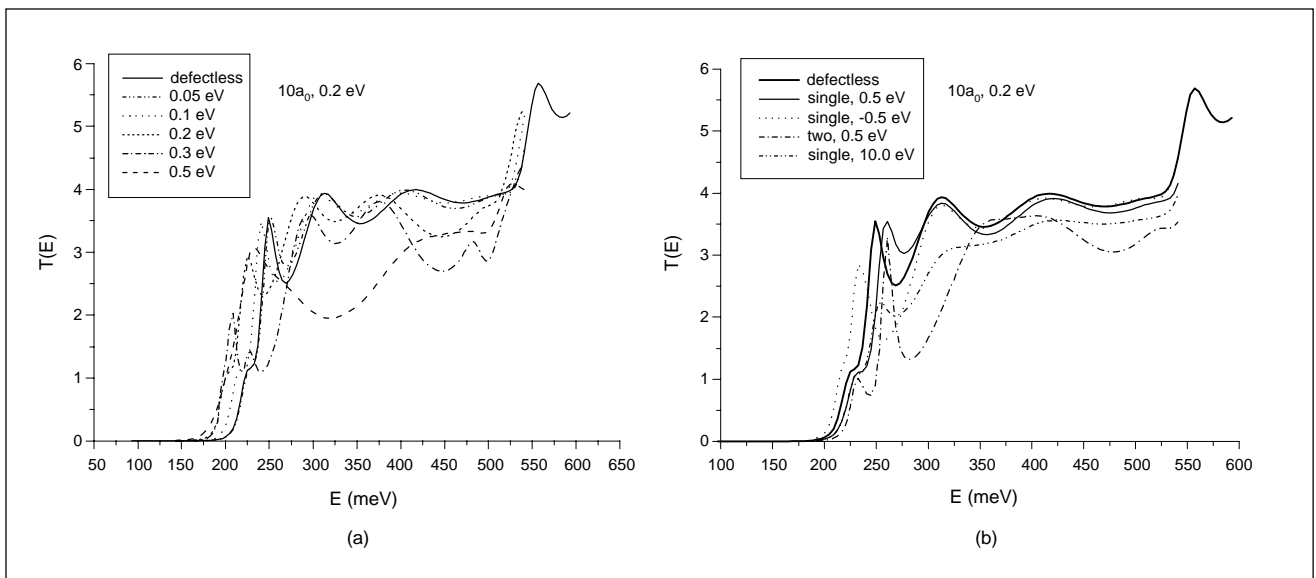 defectless
0.05 eV
0.1 eV
0.2 eV
0.3 eV
0.5 eV
10a₀, 0.2 eV
T(E)
6
5
4
3
2
1
0
50 100 150 200 250 300 350 400 450 500 550 600 650
E (meV)
(a)
defectless
single, 0.5 eV
single, -0.5 eV
two, 0.5 eV
single, 10.0 eV
10a₀, 0.2 eV
T(E)
6
5
4
3
2
1
0
100 150 200 250 300 350 400 450 500 550 600
E (meV)
(b)